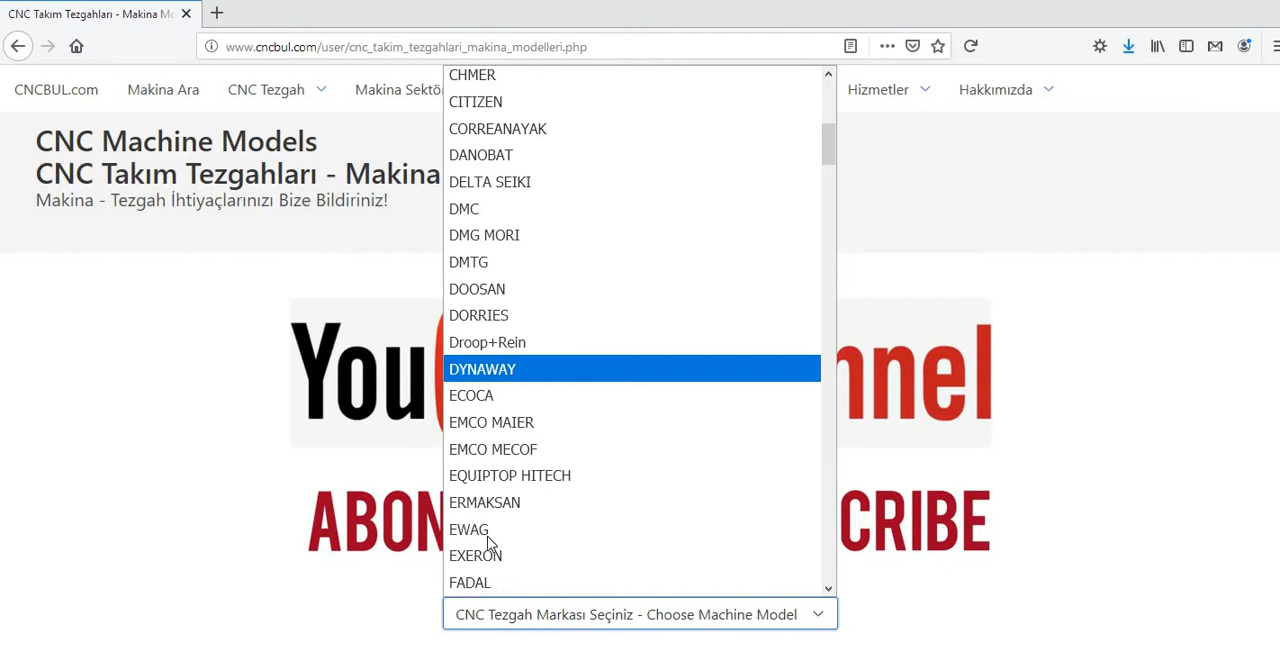 CNC Takım Tezgahları - Makina Mo
www.cncbul.com/user/cnc_takim_tezgahlari_makina_modelleri.php
CNCBUL.com Makina Ara CNC Tezgah Makina Sektör Hizmetler Hakkımızda
CNC Machine Models
CNC Takım Tezgahları - Makina
Makina - Tezgah İhtiyaçlarınızı Bize Bildiriniz!
CHMER
CITIZEN
CORREANAYAK
DANOBAT
DELTA SEIKI
DMC
DMG MORI
DMTG
DOOSAN
DORRIES
Droop+Rein
DYNAWAY
ECOCA
EMCO MAIER
EMCO MECOF
EQUIPTOP HITECH
ERMAKSAN
EWAG
EXERON
FADAL
You nnel
ABON CRIBE
CNC Tezgah Markası Seçiniz - Choose Machine Model